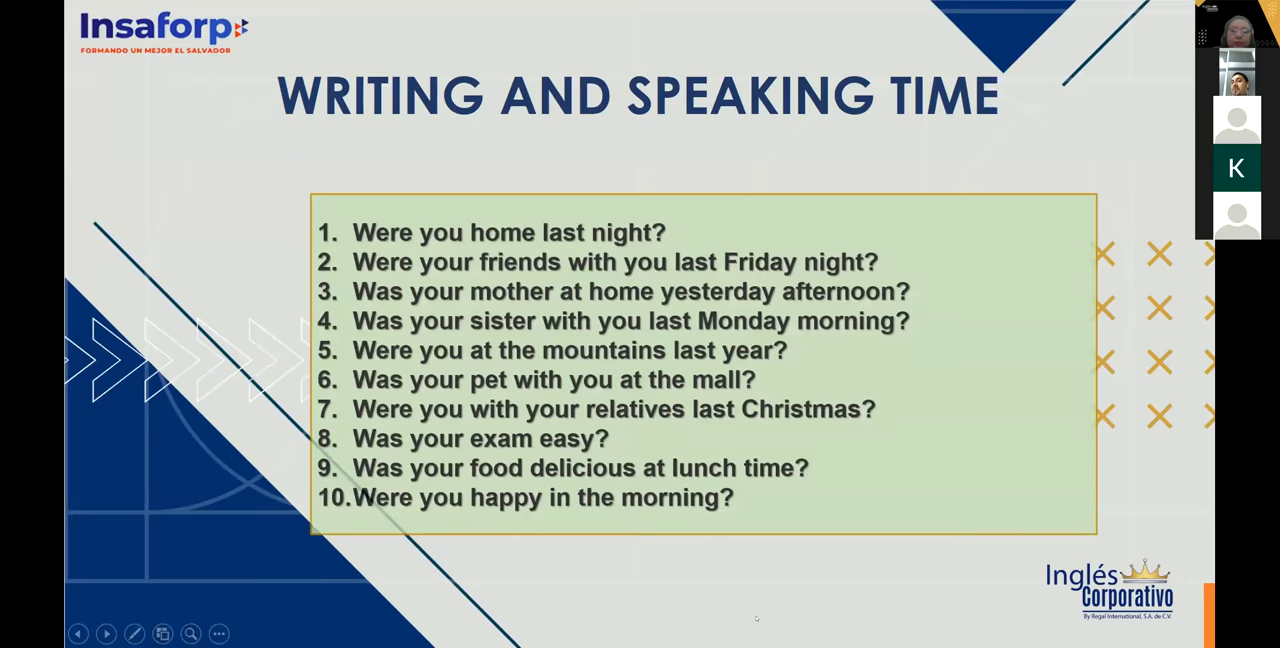 Insaforp
FORMANDO UN MEJOR EL SALVADOR
WRITING AND SPEAKING TIME
1. Were you home last night?
2. Were your friends with you last Friday night?
3. Was your mother at home yesterday afternoon?
4. Was your sister with you last Monday morning?
5. Were you at the mountains last year?
6. Was your pet with you at the mall?
7. Were you with your relatives last Christmas?
8. Was your exam easy?
9. Was your food delicious at lunch time?
10.Were you happy in the morning?
K
Inglés
Corporativo
By Regal International, S.A. de C.V.